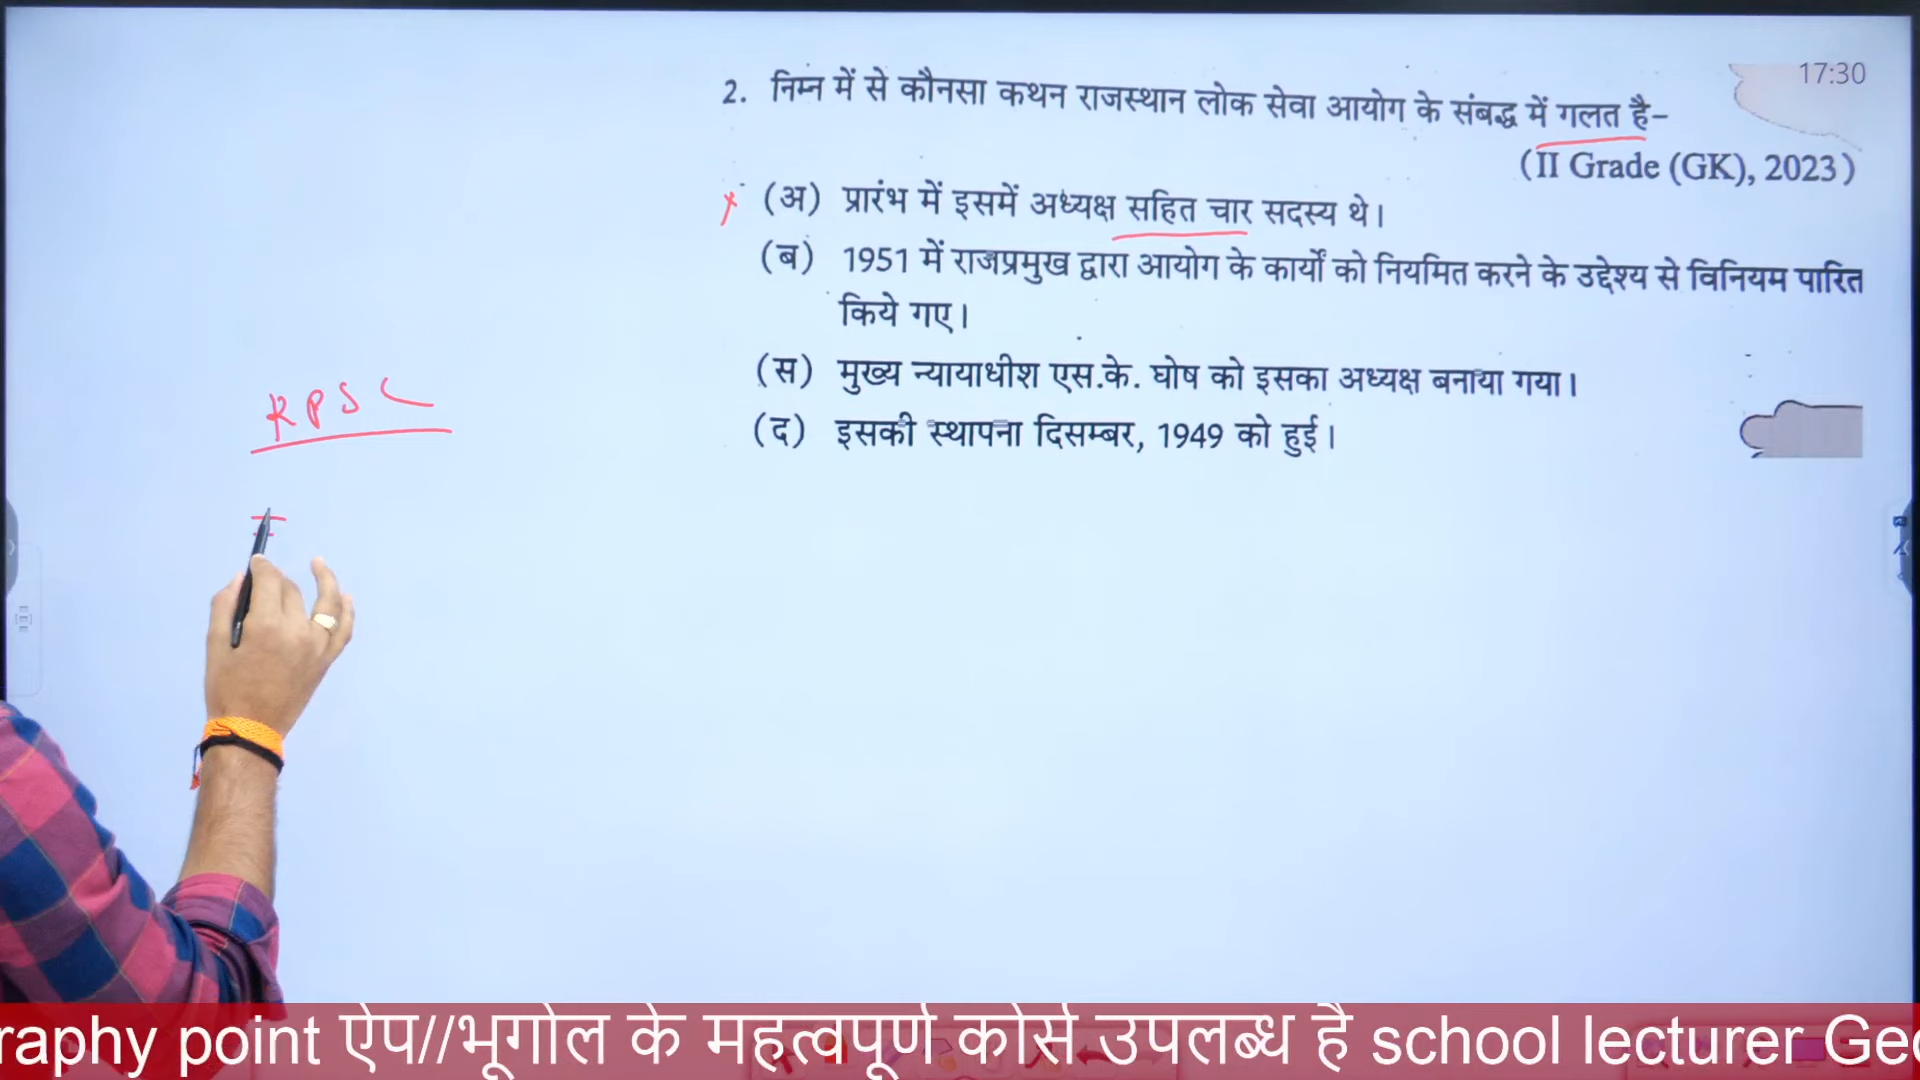 17:30
2. निम्न में से कौनसा कथन राजस्थान लोक सेवा आयोग के संबद्ध में गलत है-
(II Grade (GK), 2023)
(अ) प्रारंभ में इसमें अध्यक्ष सहित चार सदस्य थे।
(ब) 1951 में राजप्रमुख द्वारा आयोग के कार्यों को नियमित करने के उद्देश्य से विनियम पारित
किये गए।
(स) मुख्य न्यायाधीश एस.के. घोष को इसका अध्यक्ष बनाया गया।
(द) इसकी स्थापना दिसम्बर, 1949 को हुई।
RPSC
raphy point ऐप//भूगोल के महत्वपूर्ण कोर्स उपलब्ध है school lecturer Geo